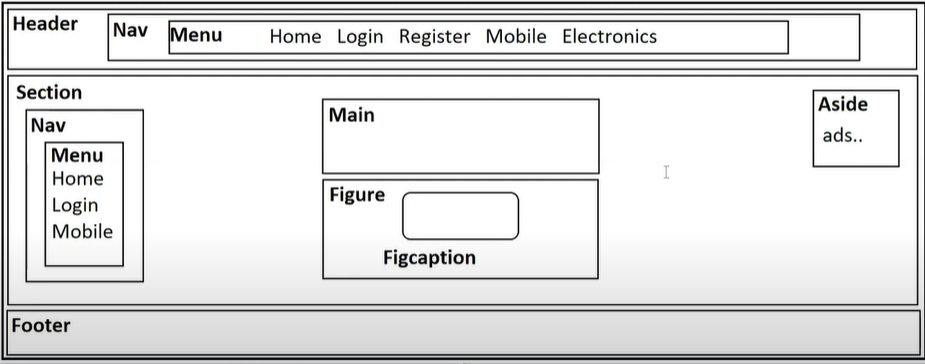 Header
Nav
Menu Home Login Register Mobile Electronics
Section
Nav
Menu
Home
Login
Mobile
Main
Figure
Figcaption
Aside
ads..
Footer